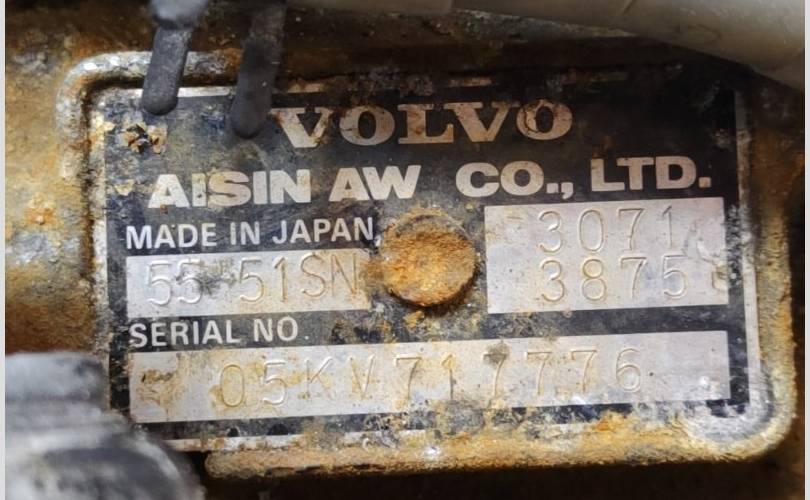 VOLVO
AISIN AW CO., LTD.
MADE IN JAPAN
3071
55-51SN
3875
SERIAL NO.
05KV717776